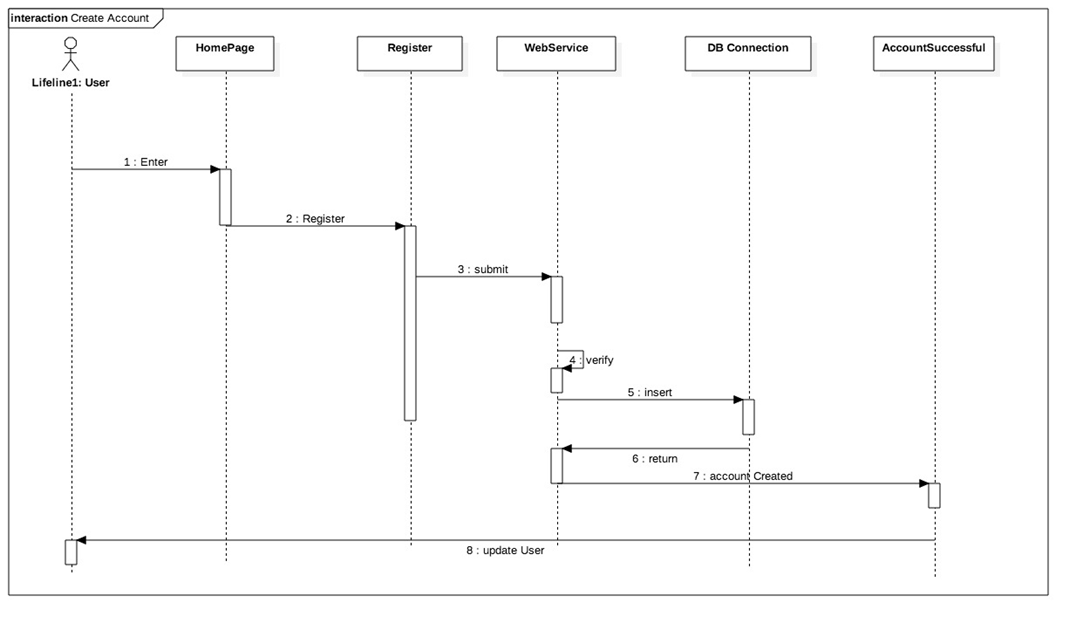 interaction Create Account
HomePage
Register
WebService
DB Connection
AccountSuccessful
Lifeline1: User
1 : Enter
2 : Register
3 : submit
4 : verify
5 : insert
6 : return
7 : account Created
8 : update User